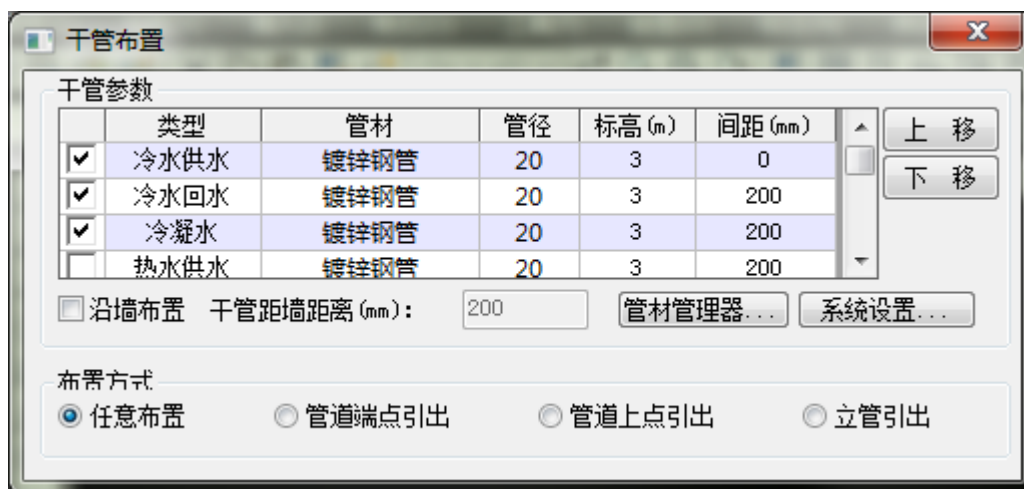 干管布置
干管参数
类型 管材 管径 标高(m) 间距(mm)
冷水供水 镀锌钢管 20 3 0
冷水回水 镀锌钢管 20 3 200
冷凝水 镀锌钢管 20 3 200
热水供水 镀锌钢管 20 3 200
上 移
下 移
沿墙布置 干管距墙距离(mm): 200 管材管理器... 系统设置...
布置方式
任意布置 管道端点引出 管道上点引出 立管引出